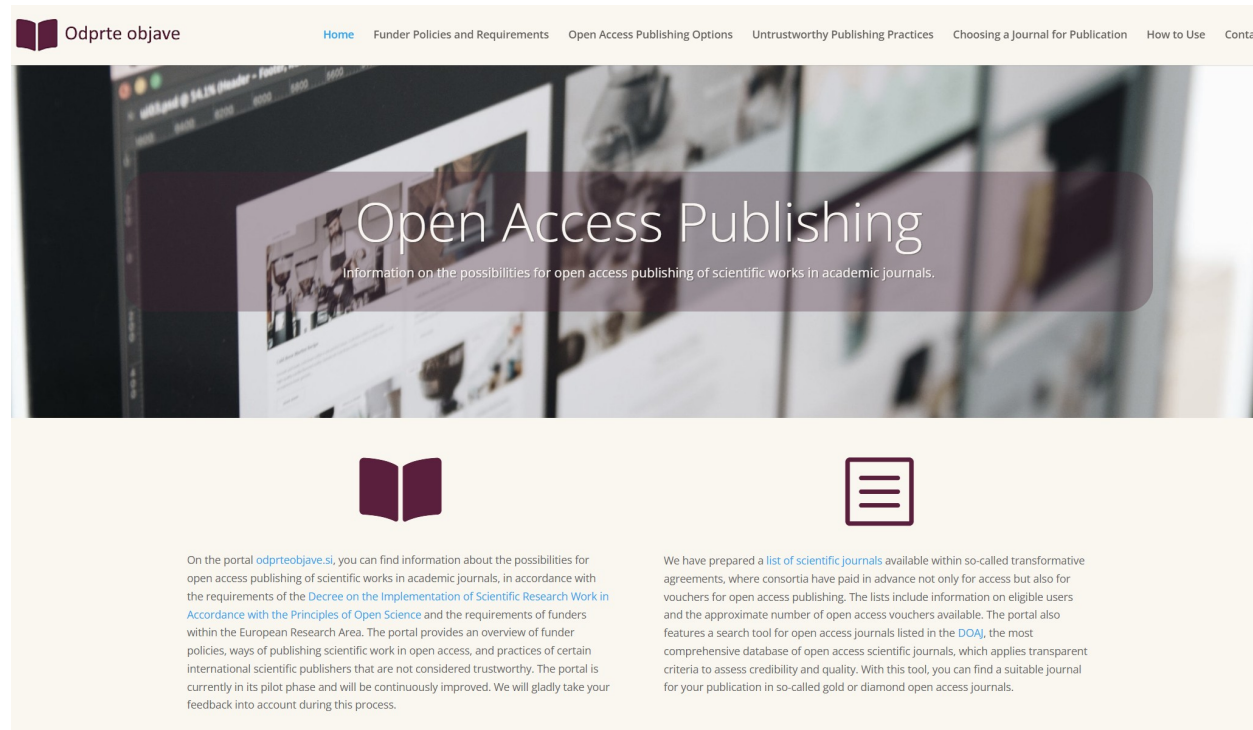 Odprte objave
Home Funder Policies and Requirements Open Access Publishing Options Untrustworthy Publishing Practices Choosing a Journal for Publication How to Use
Open Access Publishing
Information on the possibilities for open access publishing of scientific works in academic journals.
On the portal odprteobjave.si, you can find information about the possibilities for
open access publishing of scientific works in academic journals, in accordance with
the requirements of the Decree on the Implementation of Scientific Research Work in
Accordance with the Principles of Open Science and the requirements of funders
within the European Research Area. The portal provides an overview of funder
policies, ways of publishing scientific work in open access, and practices of certain
international scientific publishers that are not considered trustworthy. The portal is
currently in its pilot phase and will be continuously improved. We will gladly take your
feedback into account during this process.
We have prepared a list of scientific journals available within so-called transformative
agreements, where consortia have paid in advance not only for access but also for
vouchers for open access publishing. The lists include information on eligible users
and the approximate number of open access vouchers available. The portal also
features a search tool for open access journals listed in the DOAJ, the most
comprehensive database of open access scientific journals, which applies transparent
criteria to assess credibility and quality. With this tool, you can find a suitable journal
for your publication in so-called gold or diamond open access journals.